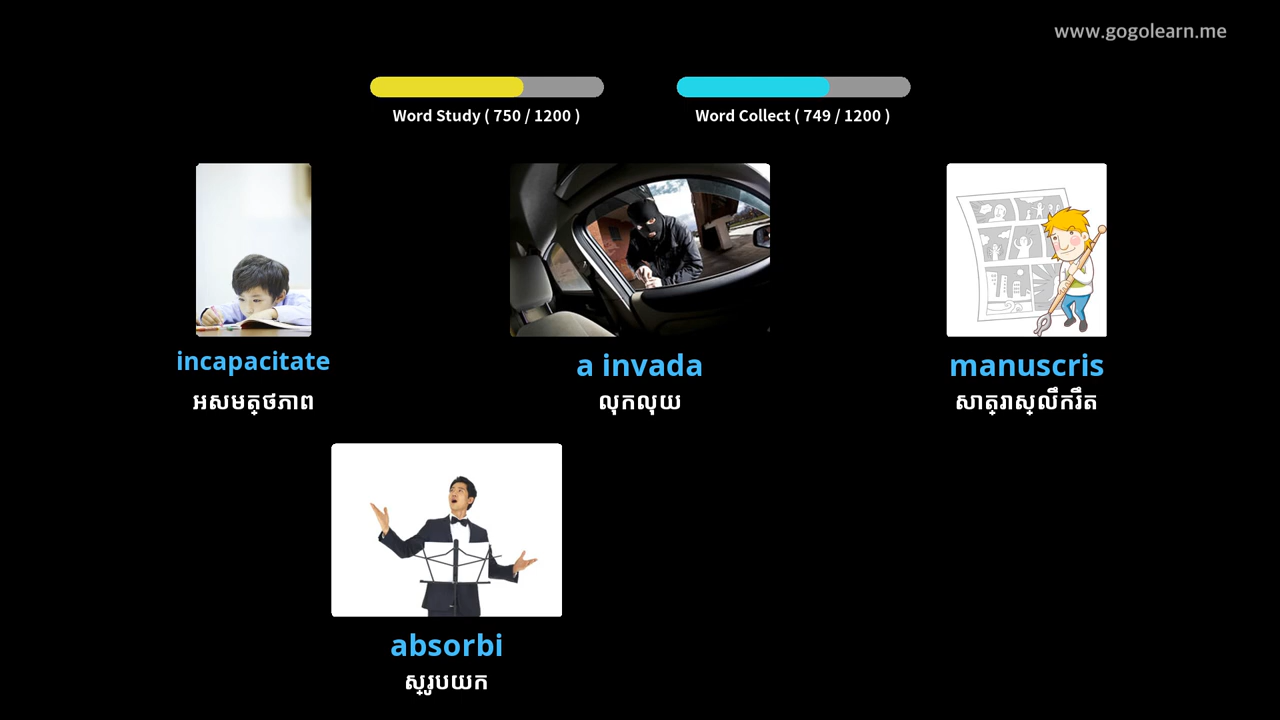 www.gogolearn.me
Word Study ( 750 / 1200 )
Word Collect ( 749 / 1200 )
incapacitate
អសមត្ថភាព
a invada
លុកលុយ
manuscris
សាត្រាស្លឹករឹត
absorbi
ស្រូបយក